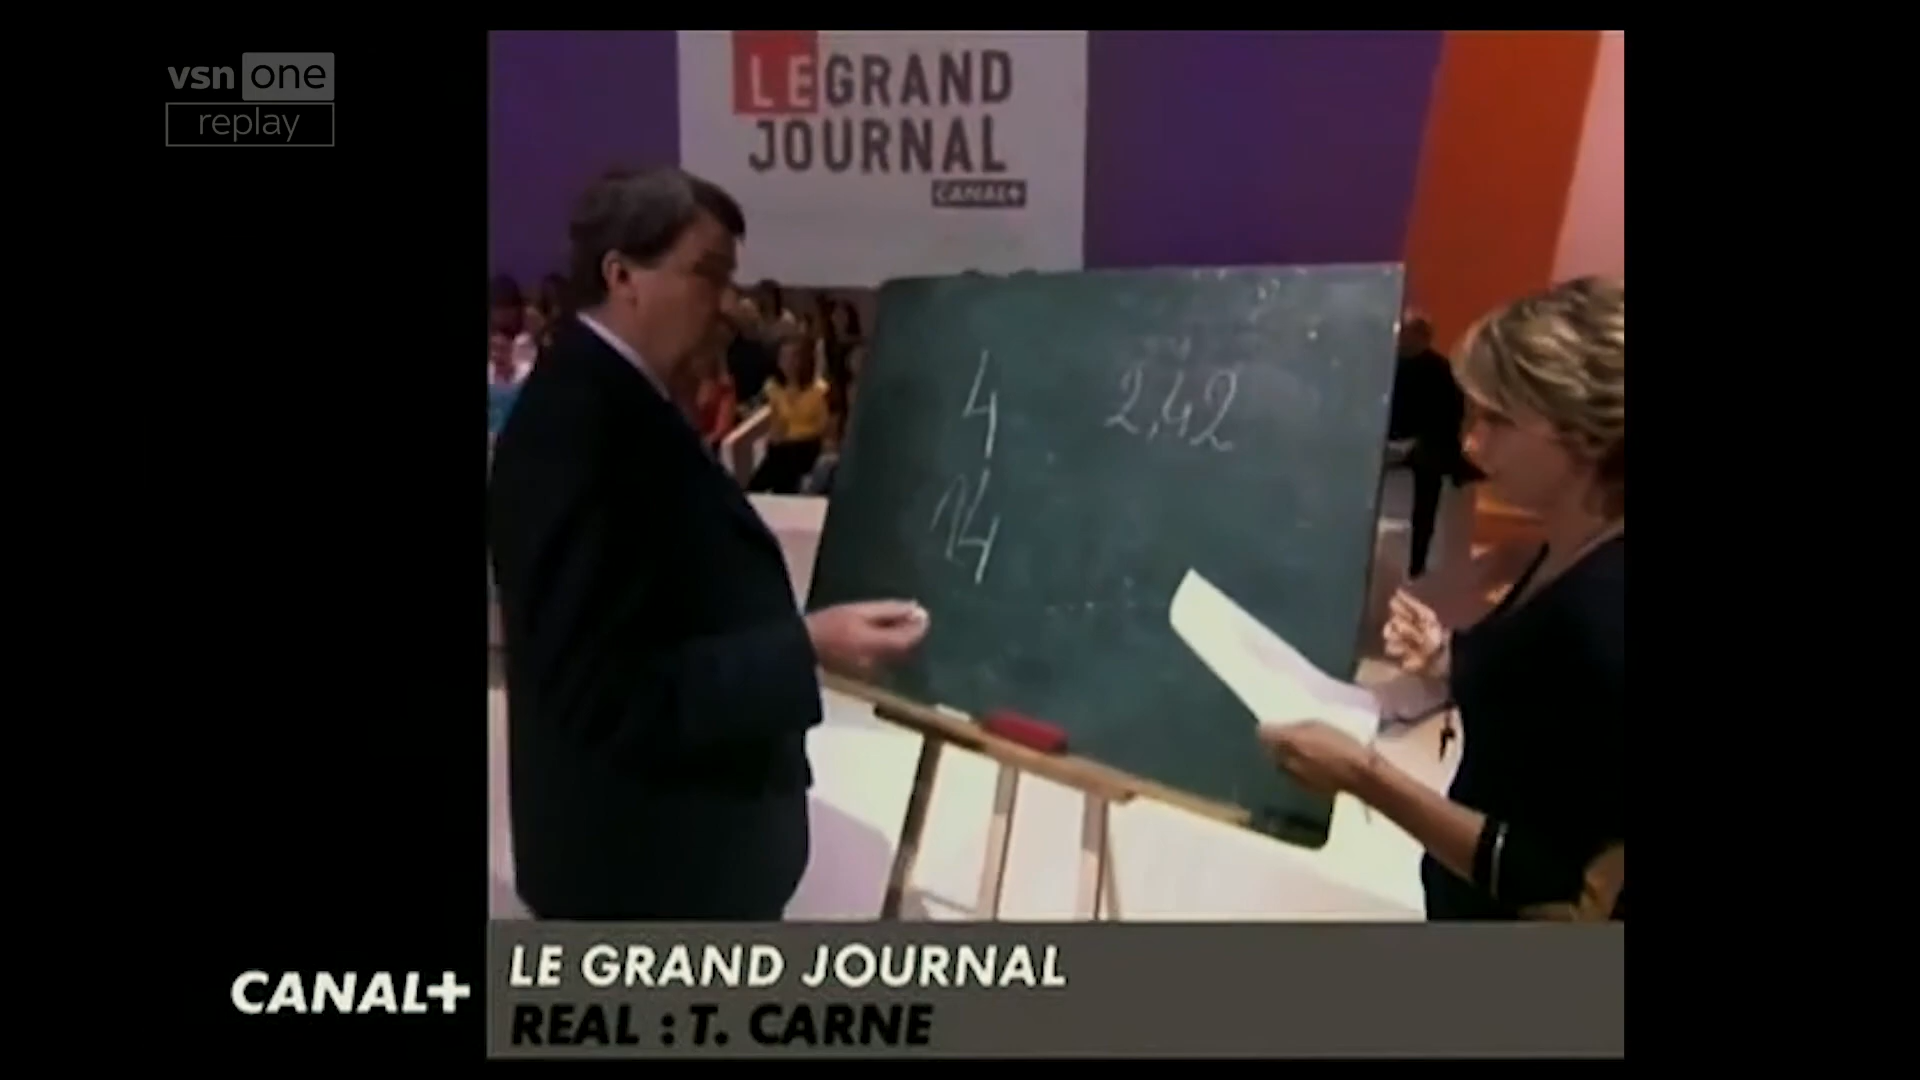 vsn one
replay
LE GRAND
JOURNAL
CANAL+
4
2,42
14
CANAL+
LE GRAND JOURNAL
REAL : T. CARNE